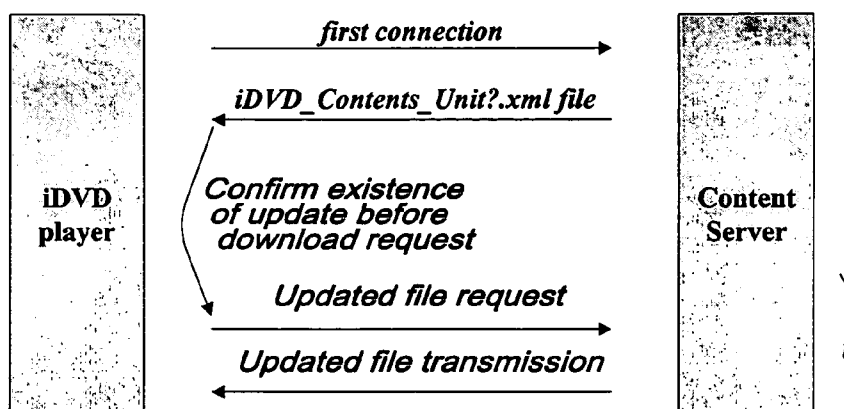 first connection
iDVD_Contents_Unit?.xml file
iDVD
player
Confirm existence
of update before
download request
Content
Server
Updated file request
Updated file transmission